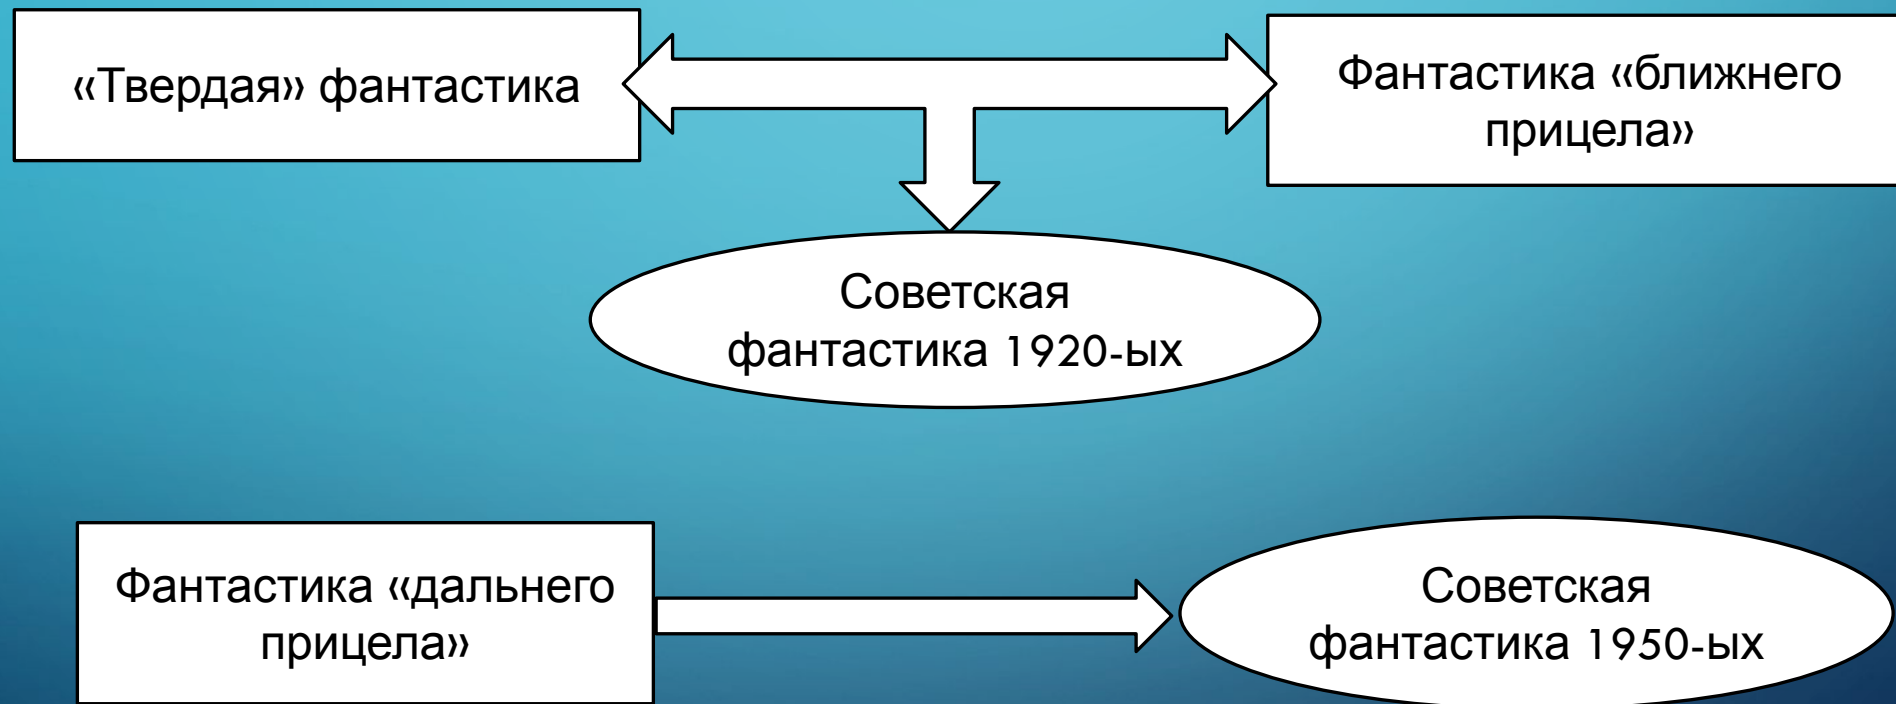 «Твердая» фантастика
Фантастика «ближнего
прицела»
Советская
фантастика 1920-ых
Фантастика «дальнего
прицела»
Советская
фантастика 1950-ых